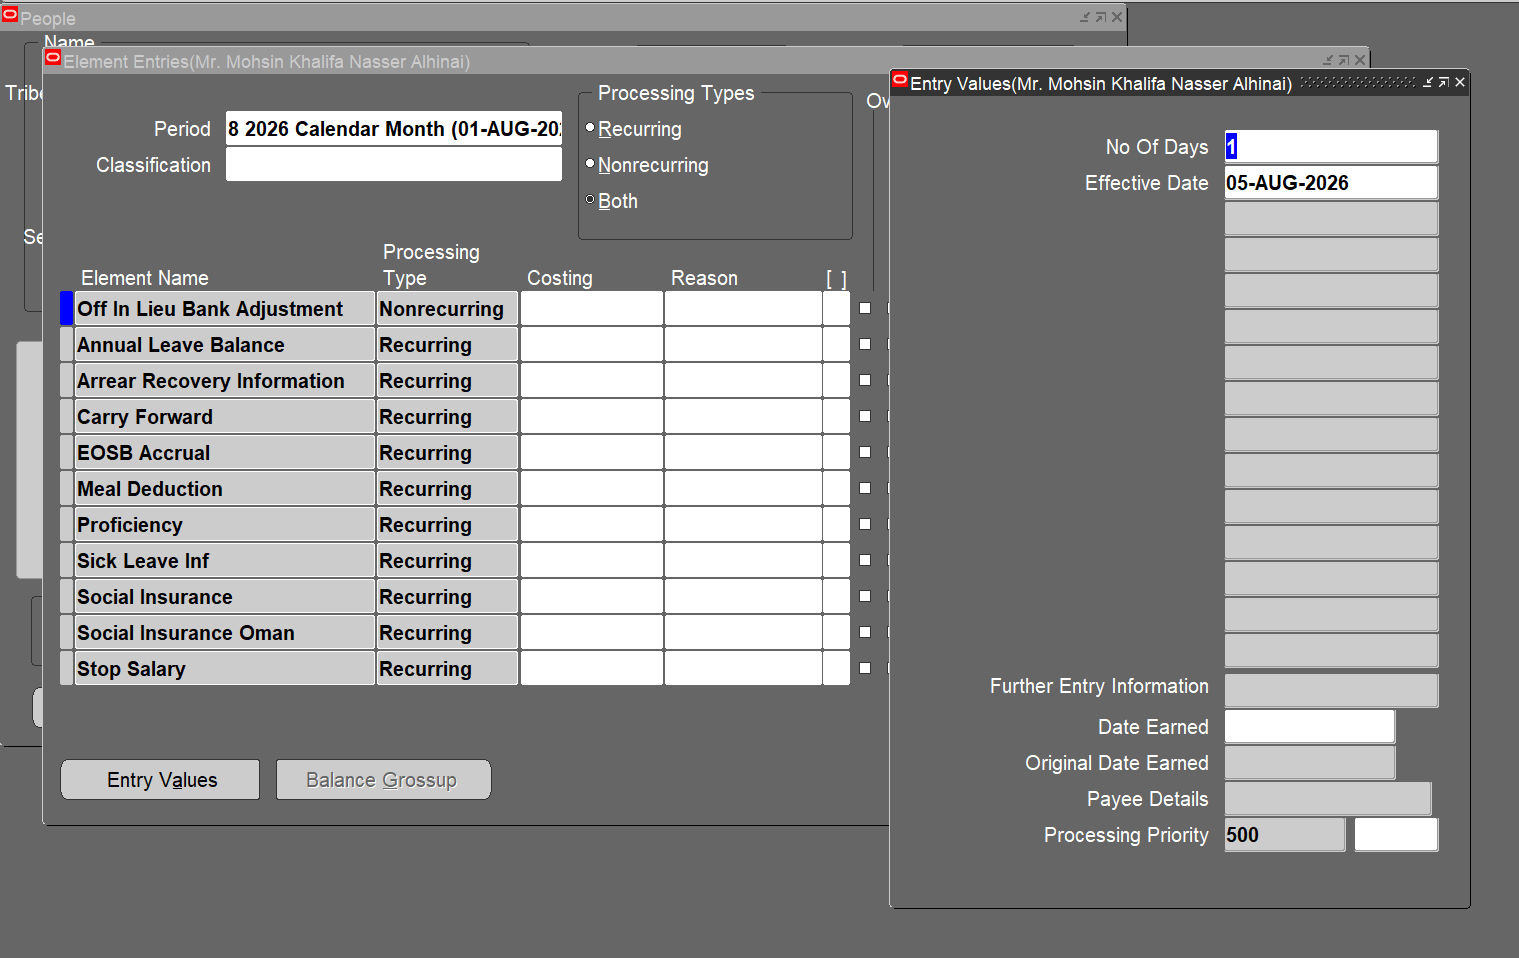 People
Name
Element Entries(Mr. Mohsin Khalifa Nasser Alhinai)
Entry Values(Mr. Mohsin Khalifa Nasser Alhinai)
Tribe
Processing Types
Ov
Period 8 2026 Calendar Month (01-AUG-20
Recurring
Classification
Nonrecurring
Both
Se
Processing
Element Name Type Costing Reason [ ]
Off In Lieu Bank Adjustment Nonrecurring
Annual Leave Balance Recurring
Arrear Recovery Information Recurring
Carry Forward Recurring
EOSB Accrual Recurring
Meal Deduction Recurring
Proficiency Recurring
Sick Leave Inf Recurring
Social Insurance Recurring
Social Insurance Oman Recurring
Stop Salary Recurring
Entry Values Balance Grossup
No Of Days 1
Effective Date 05-AUG-2026
Further Entry Information
Date Earned
Original Date Earned
Payee Details
Processing Priority 500